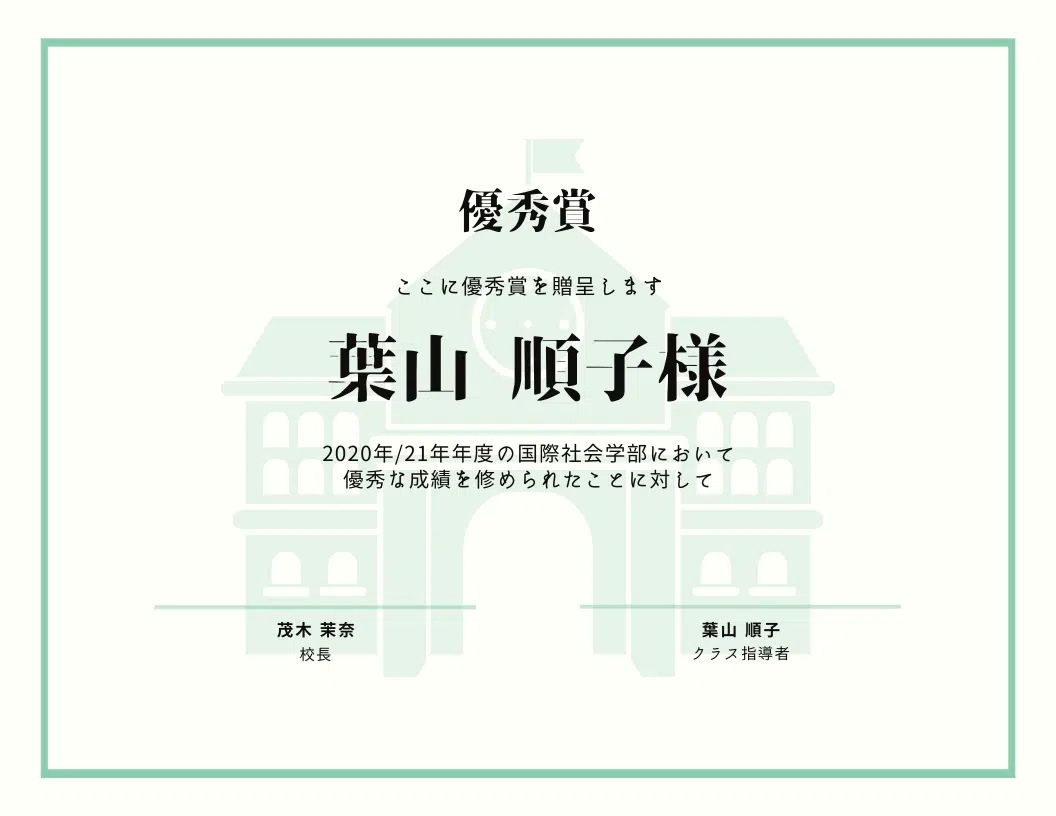 優秀賞
ここに優秀賞を贈呈します
葉山 順子様
2020年/21年年度の国際社会学部において
優秀な成績を修められたことに対して
茂木 茉奈
校長
葉山 順子
クラス指導者